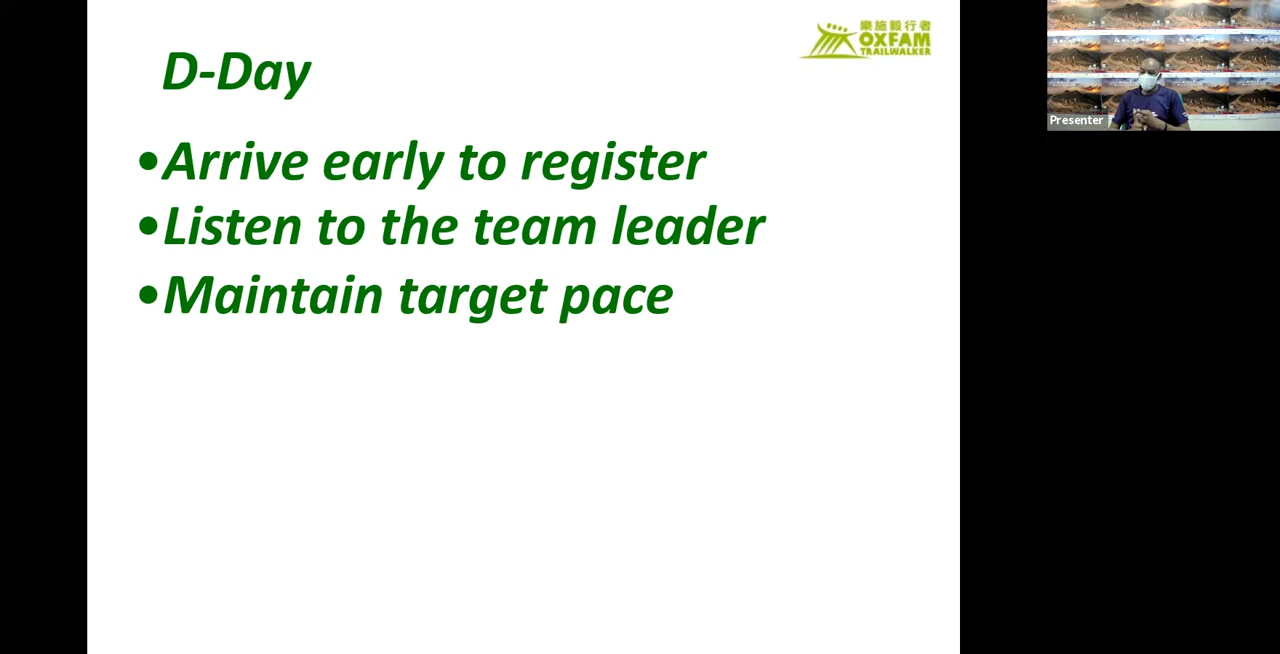 樂施毅行者
OXFAM
TRAILWALKER
D-Day
•Arrive early to register
•Listen to the team leader
•Maintain target pace
Presenter